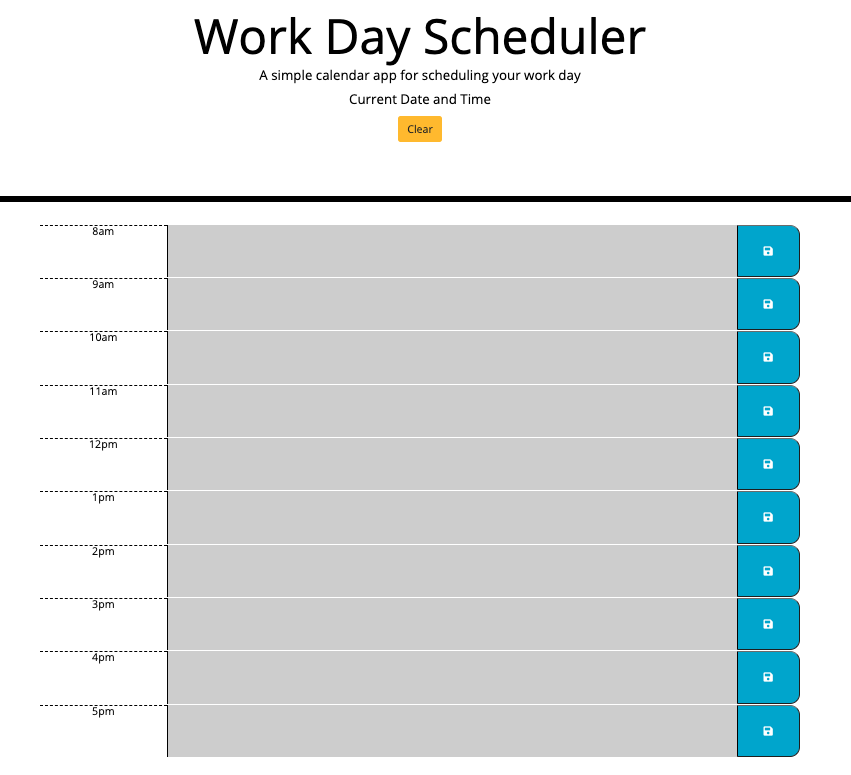 Work Day Scheduler
A simple calendar app for scheduling your work day
Current Date and Time
Clear
8am
9am
10am
11am
12pm
1pm
2pm
3pm
4pm
5pm